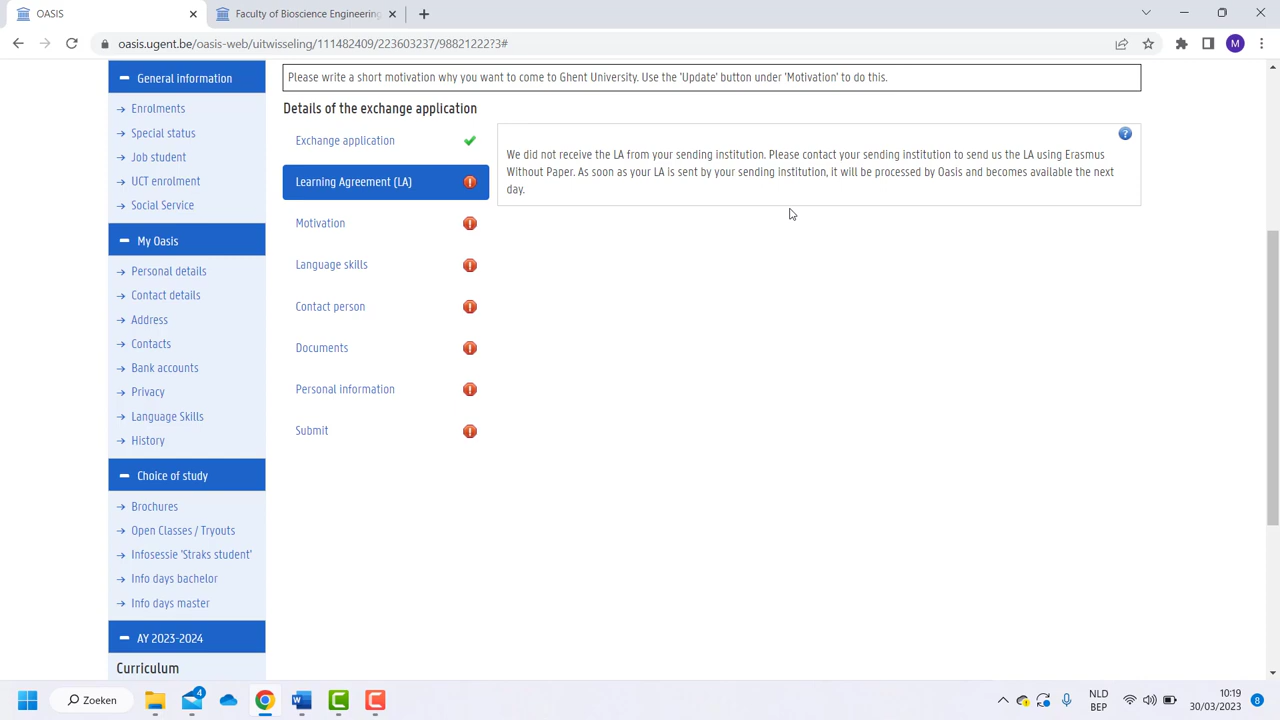 OASIS
Faculty of Bioscience Engineering
oasis.ugent.be/oasis-web/uitwisseling/111482409/223603237/98821222?3#
M
General information
Enrolments
Special status
Job student
UCT enrolment
Social Service
My Oasis
Personal details
Contact details
Address
Contacts
Bank accounts
Privacy
Language Skills
History
Choice of study
Brochures
Open Classes / Tryouts
Infosessie 'Straks student'
Info days bachelor
Info days master
AY 2023-2024
Curriculum
Please write a short motivation why you want to come to Ghent University. Use the 'Update' button under 'Motivation' to do this.
Details of the exchange application
Exchange application
Learning Agreement (LA)
Motivation
Language skills
Contact person
Documents
Personal information
Submit
We did not receive the LA from your sending institution. Please contact your sending institution to send us the LA using Erasmus
Without Paper. As soon as your LA is sent by your sending institution, it will be processed by Oasis and becomes available the next
day.
Zoeken
4
NLD
BEP
10:19
30/03/2023
8